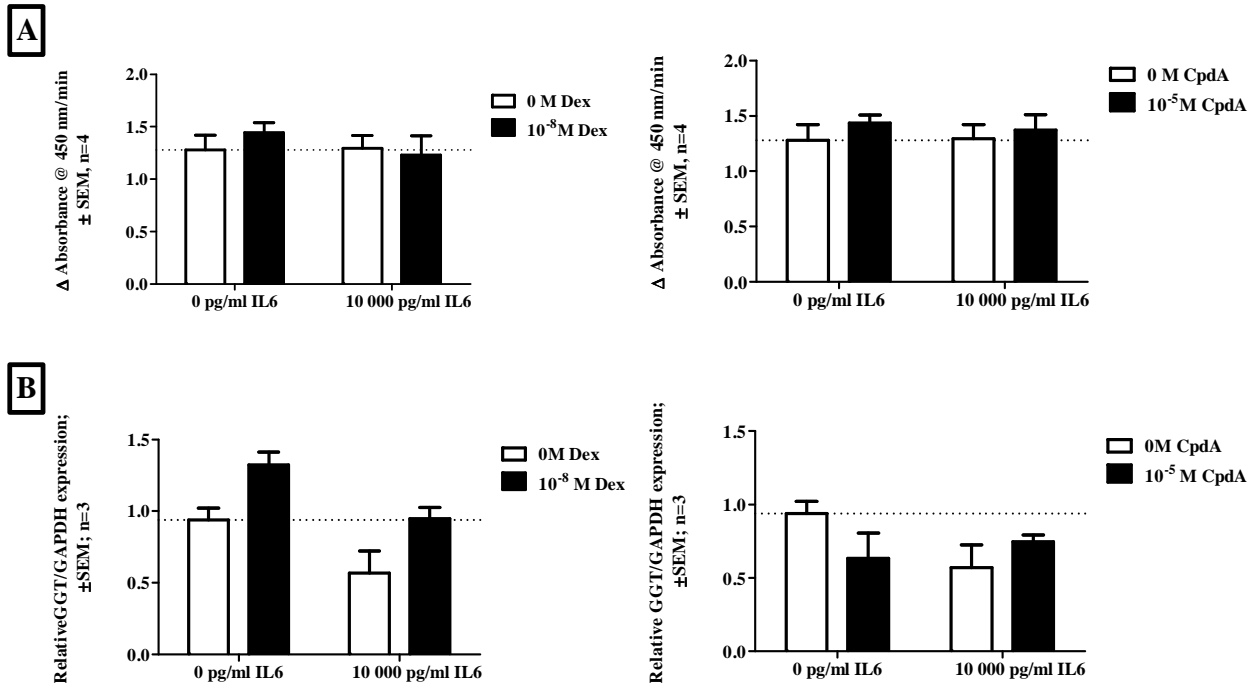 A
Δ Absorbance @ 450 nm/min
± SEM, n=4
2.0
1.5
1.0
0.5
0.0
0 pg/ml IL6
10 000 pg/ml IL6
0 M Dex
10⁻⁸M Dex
Δ Absorbance @ 450 nm/min
± SEM, n=4
2.0
1.5
1.0
0.5
0.0
0 pg/ml IL6
10 000 pg/ml IL6
0 M CpdA
10⁻⁵M CpdA
B
RelativeGGT/GAPDH expression;
±SEM; n=3
1.5
1.0
0.5
0.0
0 pg/ml IL6
10 000 pg/ml IL6
0M Dex
10⁻⁸ M Dex
Relative GGT/GAPDH expression;
±SEM; n=3
1.5
1.0
0.5
0.0
0 pg/ml IL6
10 000 pg/ml IL6
0M CpdA
10⁻⁵ M CpdA